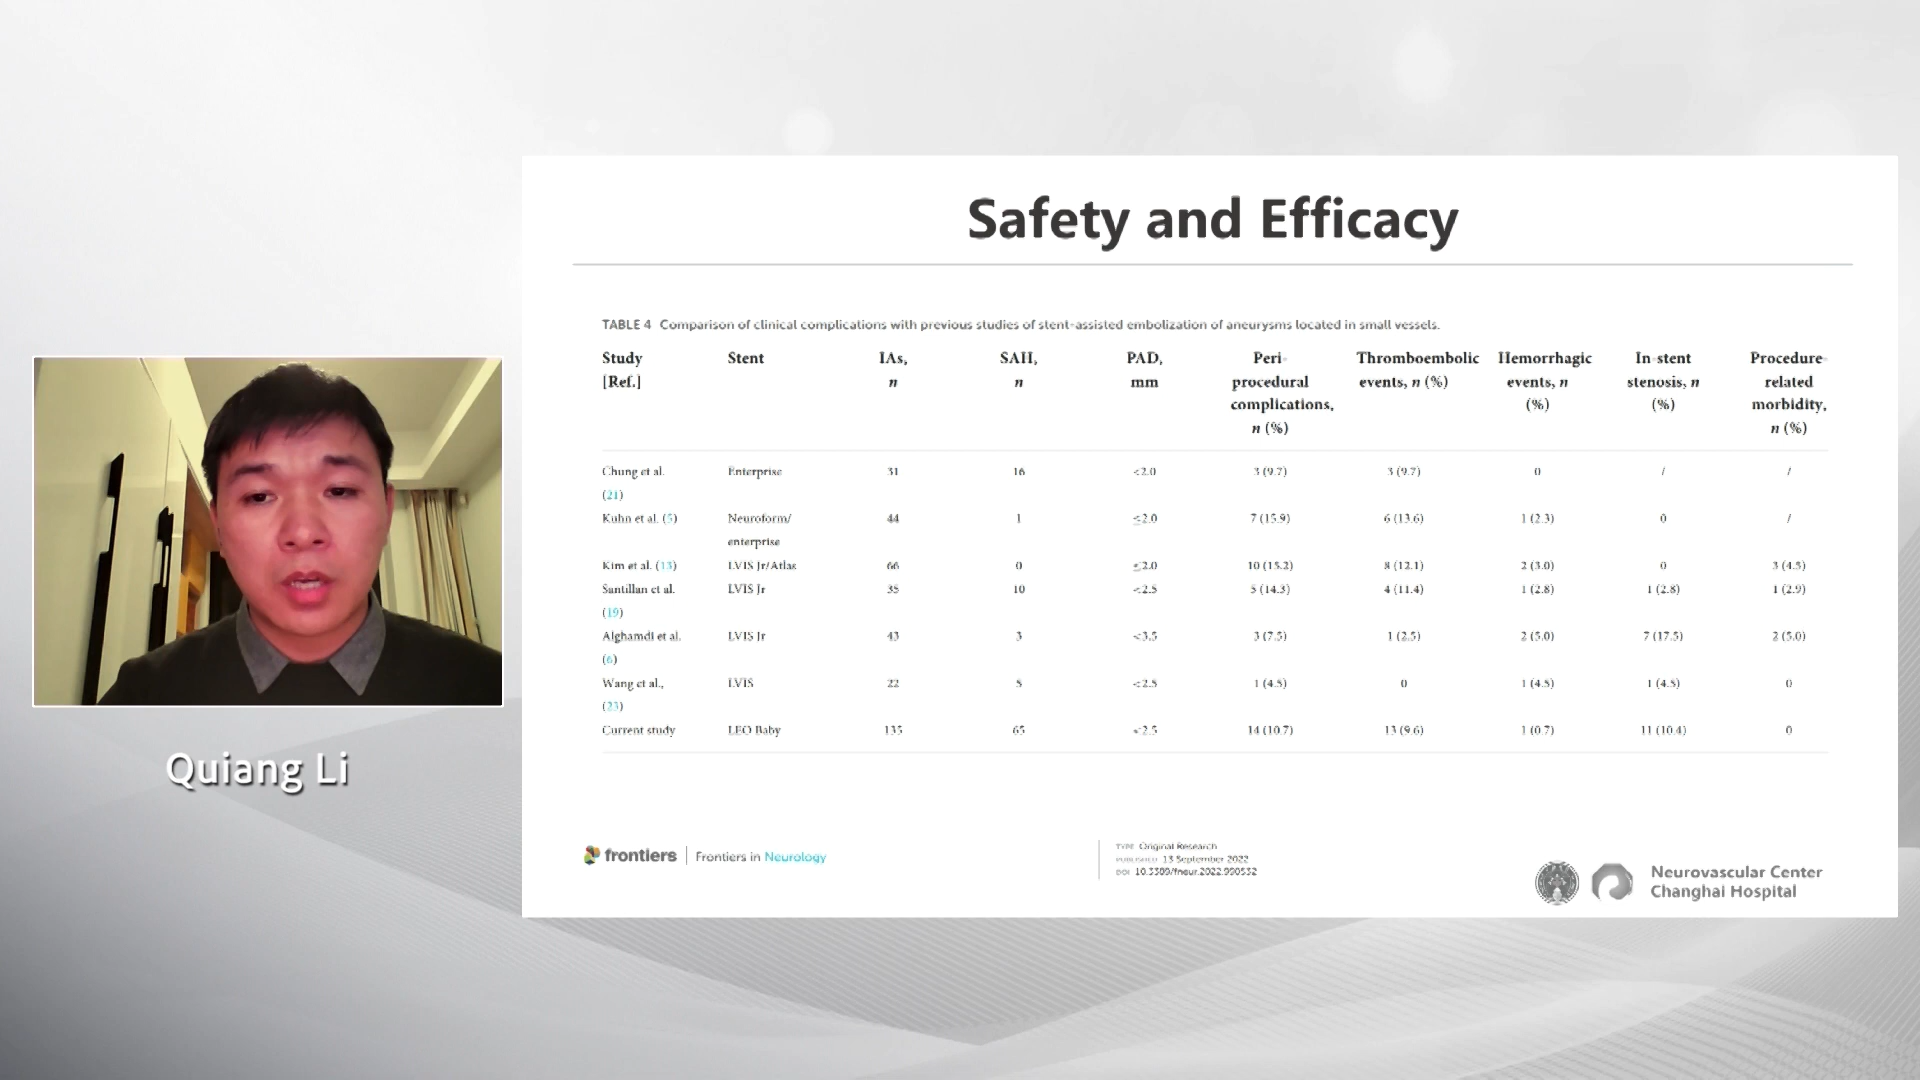 Safety and Efficacy
TABLE 4 Comparison of clinical complications with previous studies of stent-assisted embolization of aneurysms located in small vessels.
Study [Ref.] Stent IAs, n SAH, n PAD, mm Peri-procedural complications, n (%) Thromboembolic events, n (%) Hemorrhagic events, n (%) In-stent stenosis, n (%) Procedure-related morbidity, n (%)
Chung et al. (21) Enterprise 31 16 <2.0 3 (9.7) 3 (9.7) 0 / /
Kuhn et al. (5) Neuroform/enterprise 44 1 ≤2.0 7 (15.9) 6 (13.6) 1 (2.3) 0 /
Kim et al. (13) LVIS Jr/Atlas 66 0 ≤2.0 10 (15.2) 8 (12.1) 2 (3.0) 0 3 (4.5)
Santillan et al. (19) LVIS Jr 35 10 <2.5 5 (14.3) 4 (11.4) 1 (2.8) 1 (2.8) 1 (2.9)
Alghamdi et al. (6) LVIS Jr 43 3 <3.5 3 (7.5) 1 (2.5) 2 (5.0) 7 (17.5) 2 (5.0)
Wang et al., (23) LVIS 22 5 <2.5 1 (4.5) 0 1 (4.5) 1 (4.5) 0
Current study LEO Baby 135 65 <2.5 14 (10.7) 13 (9.6) 1 (0.7) 11 (10.4) 0
Quiang Li
frontiers | Frontiers in Neurology
TYPE Original Research
PUBLISHED 13 September 2022
DOI 10.3389/fneur.2022.990532
Neurovascular Center
Changhai Hospital